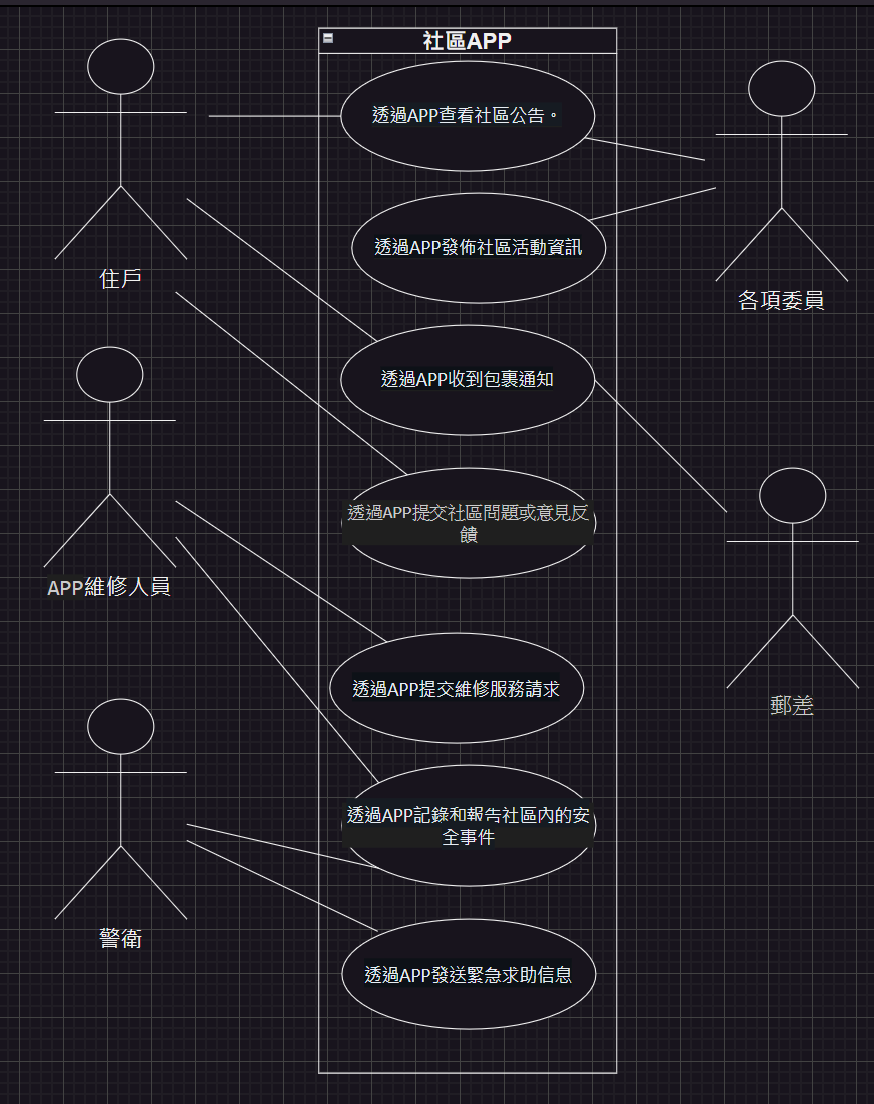 社區APP
透過APP查看社區公告。
透過APP發佈社區活動資訊
住戶
各項委員
透過APP收到包裹通知
透過APP提交社區問題或意見反
饋
APP維修人員
透過APP提交維修服務請求
郵差
透過APP記錄和報告社區內的安
全事件
警衛
透過APP發送緊急求助信息